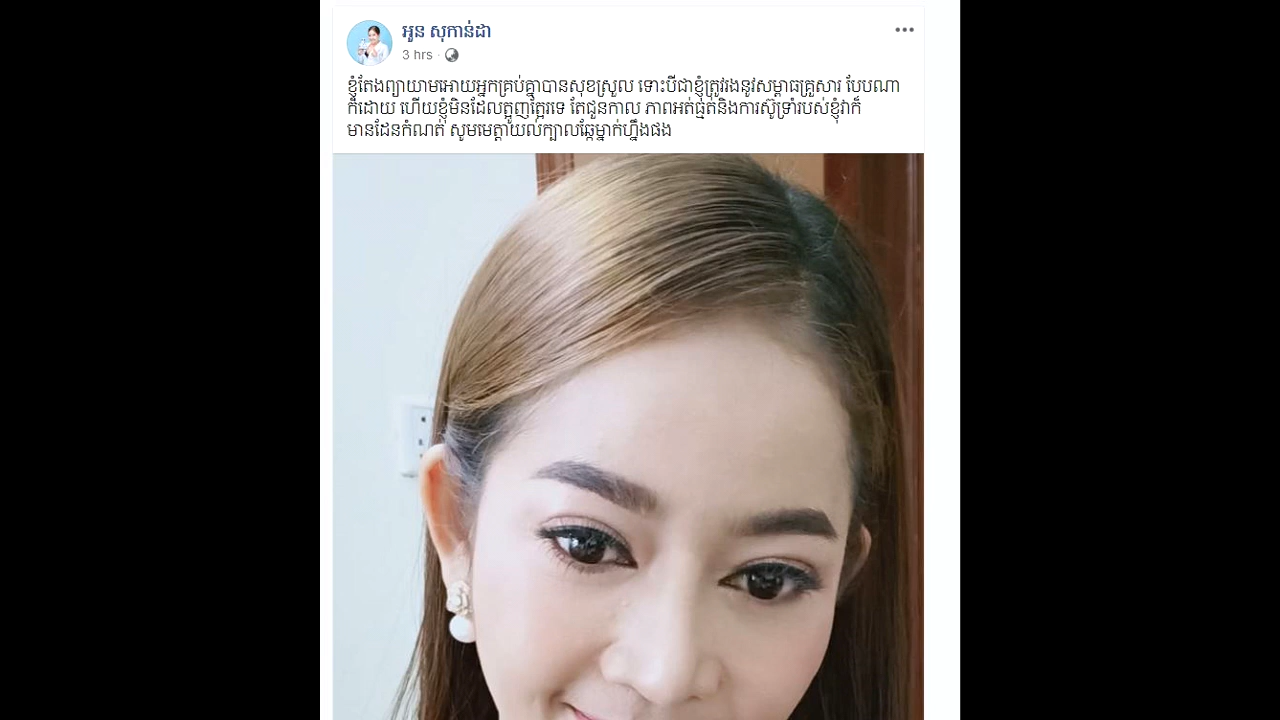 អួន សុកាន់ដា
3 hrs ·
ខ្ញុំតែងព្យាយាមអោយអ្នកគ្រប់គ្នាបានសុខស្រួល ទោះបីជាខ្ញុំត្រូវរងនូវសម្ពាធគ្រួសារ បែបណា
ក៏ដោយ ហើយខ្ញុំមិនដែលត្អូញត្អែរទេ តែជួនកាល ភាពអត់ធ្មត់និងការស៊ូទ្រាំរបស់ខ្ញុំវាក៏
មានដែនកំណត់ សូមមេត្តាយល់ក្បាលឆ្កែម្នាក់ហ្នឹងផង